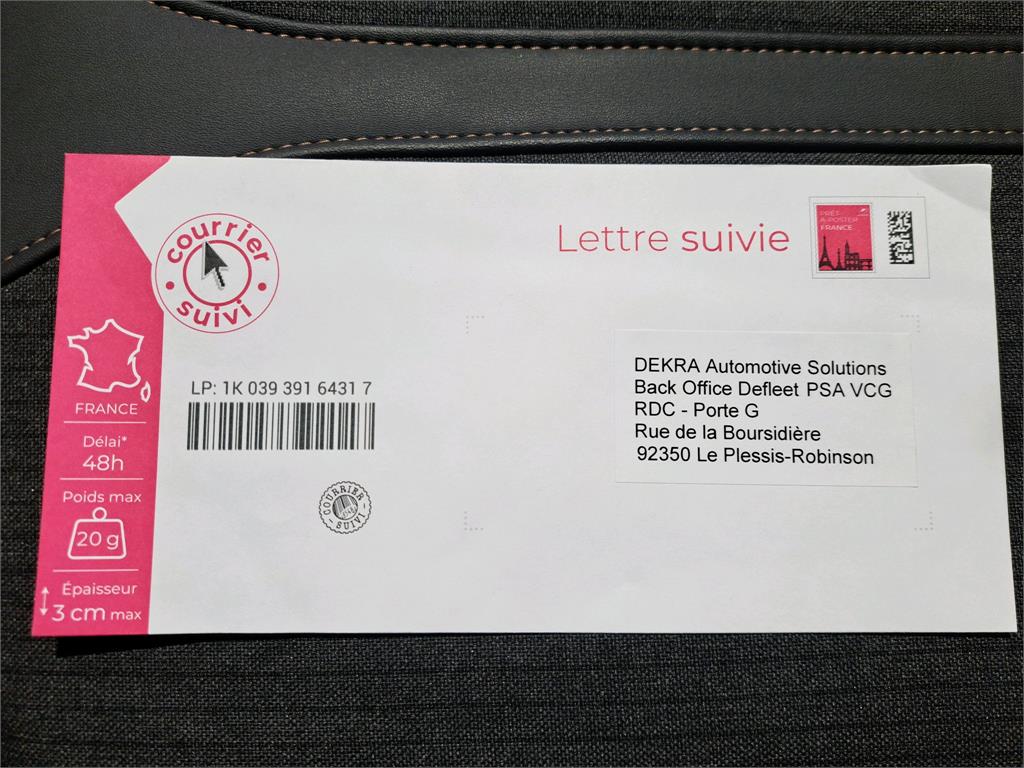 courrier
suivi
Lettre suivie
PRÊT-
À-POSTER
FRANCE
DEKRA Automotive Solutions
Back Office Defleet PSA VCG
RDC - Porte G
Rue de la Boursidière
92350 Le Plessis-Robinson
LP: 1K 039 391 6431 7
COURRIER
SUIVI
FRANCE
Délai*
48h
Poids max
20 g
Épaisseur
3 cm max